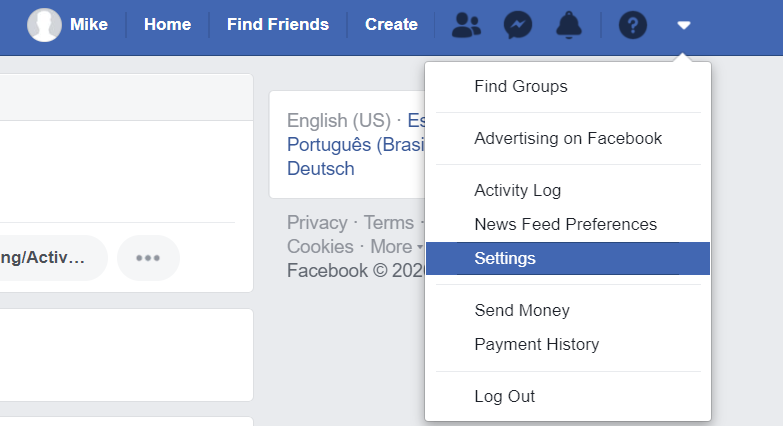 Mike
Home
Find Friends
Create
Find Groups
Advertising on Facebook
Activity Log
News Feed Preferences
Settings
Send Money
Payment History
Log Out
English (US) · Es
Português (Brasi
Deutsch
Privacy · Terms ·
Cookies · More
Facebook © 202
ng/Activ...